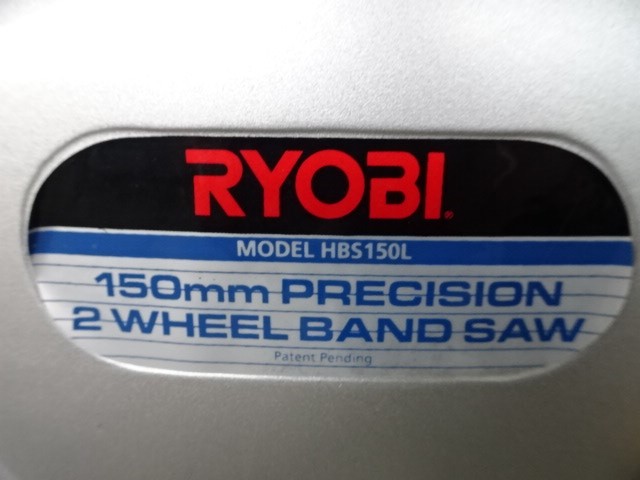 RYOBI
MODEL HBS150L
150mm PRECISION
2 WHEEL BAND SAW
Patent Pending